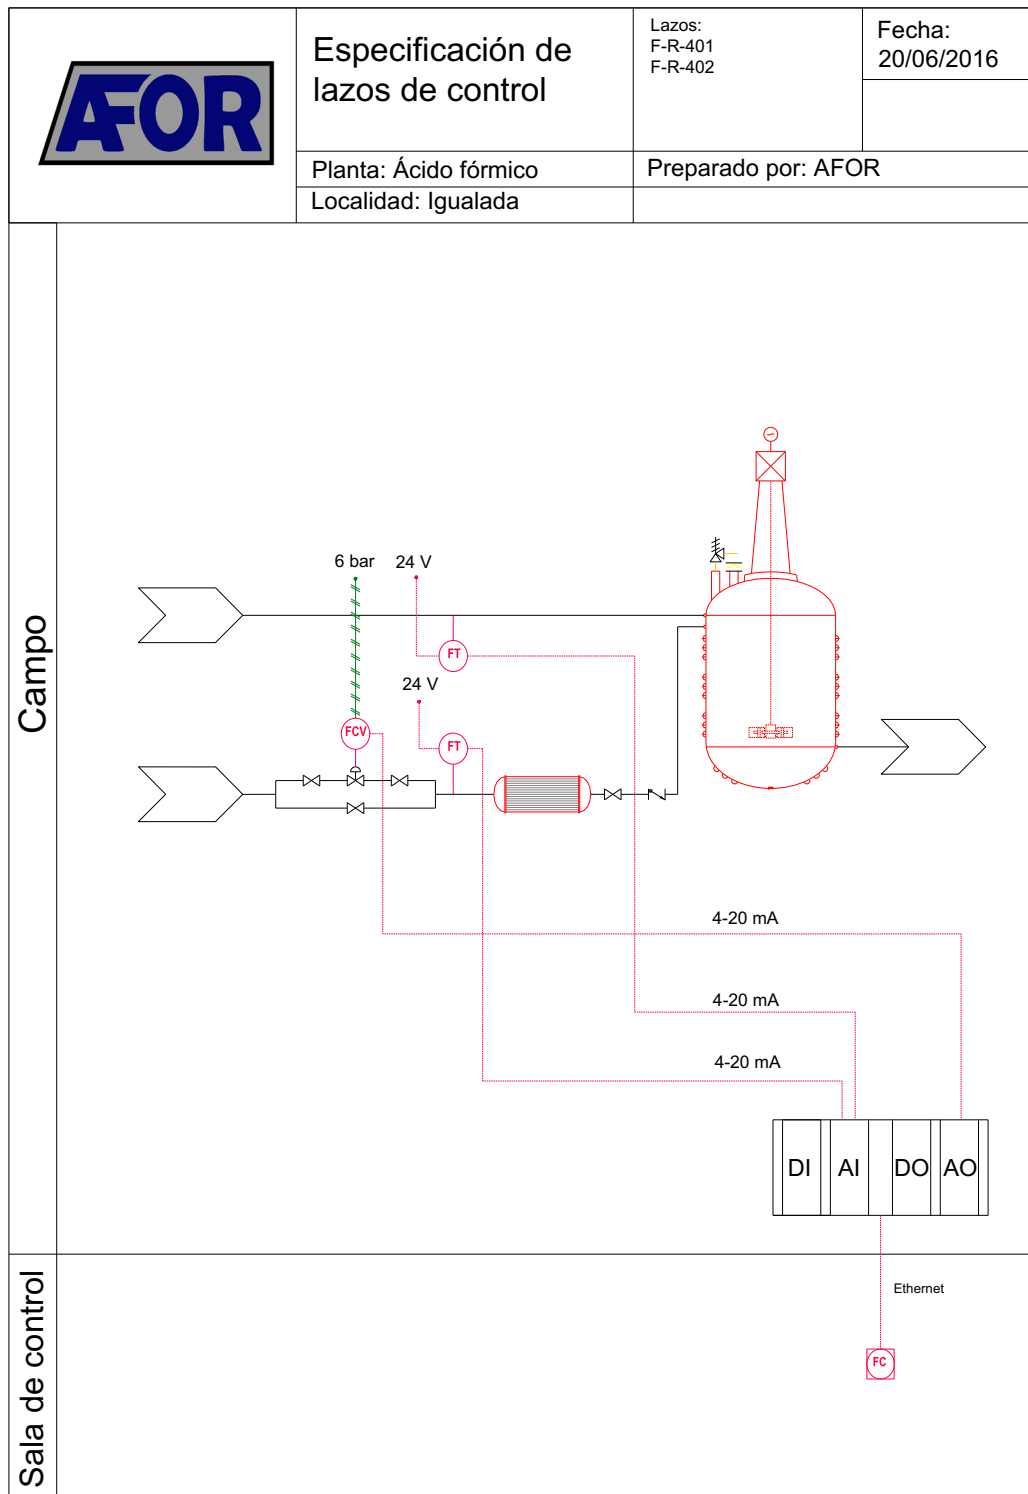 AFOR
Especificación de
lazos de control
Lazos:
F-R-401
F-R-402
Fecha:
20/06/2016
Planta: Ácido fórmico
Preparado por: AFOR
Localidad: Igualada
Campo
6 bar
24 V
FT
24 V
FCV
FT
4-20 mA
4-20 mA
4-20 mA
DI
AI
DO
AO
Sala de control
Ethernet
FC